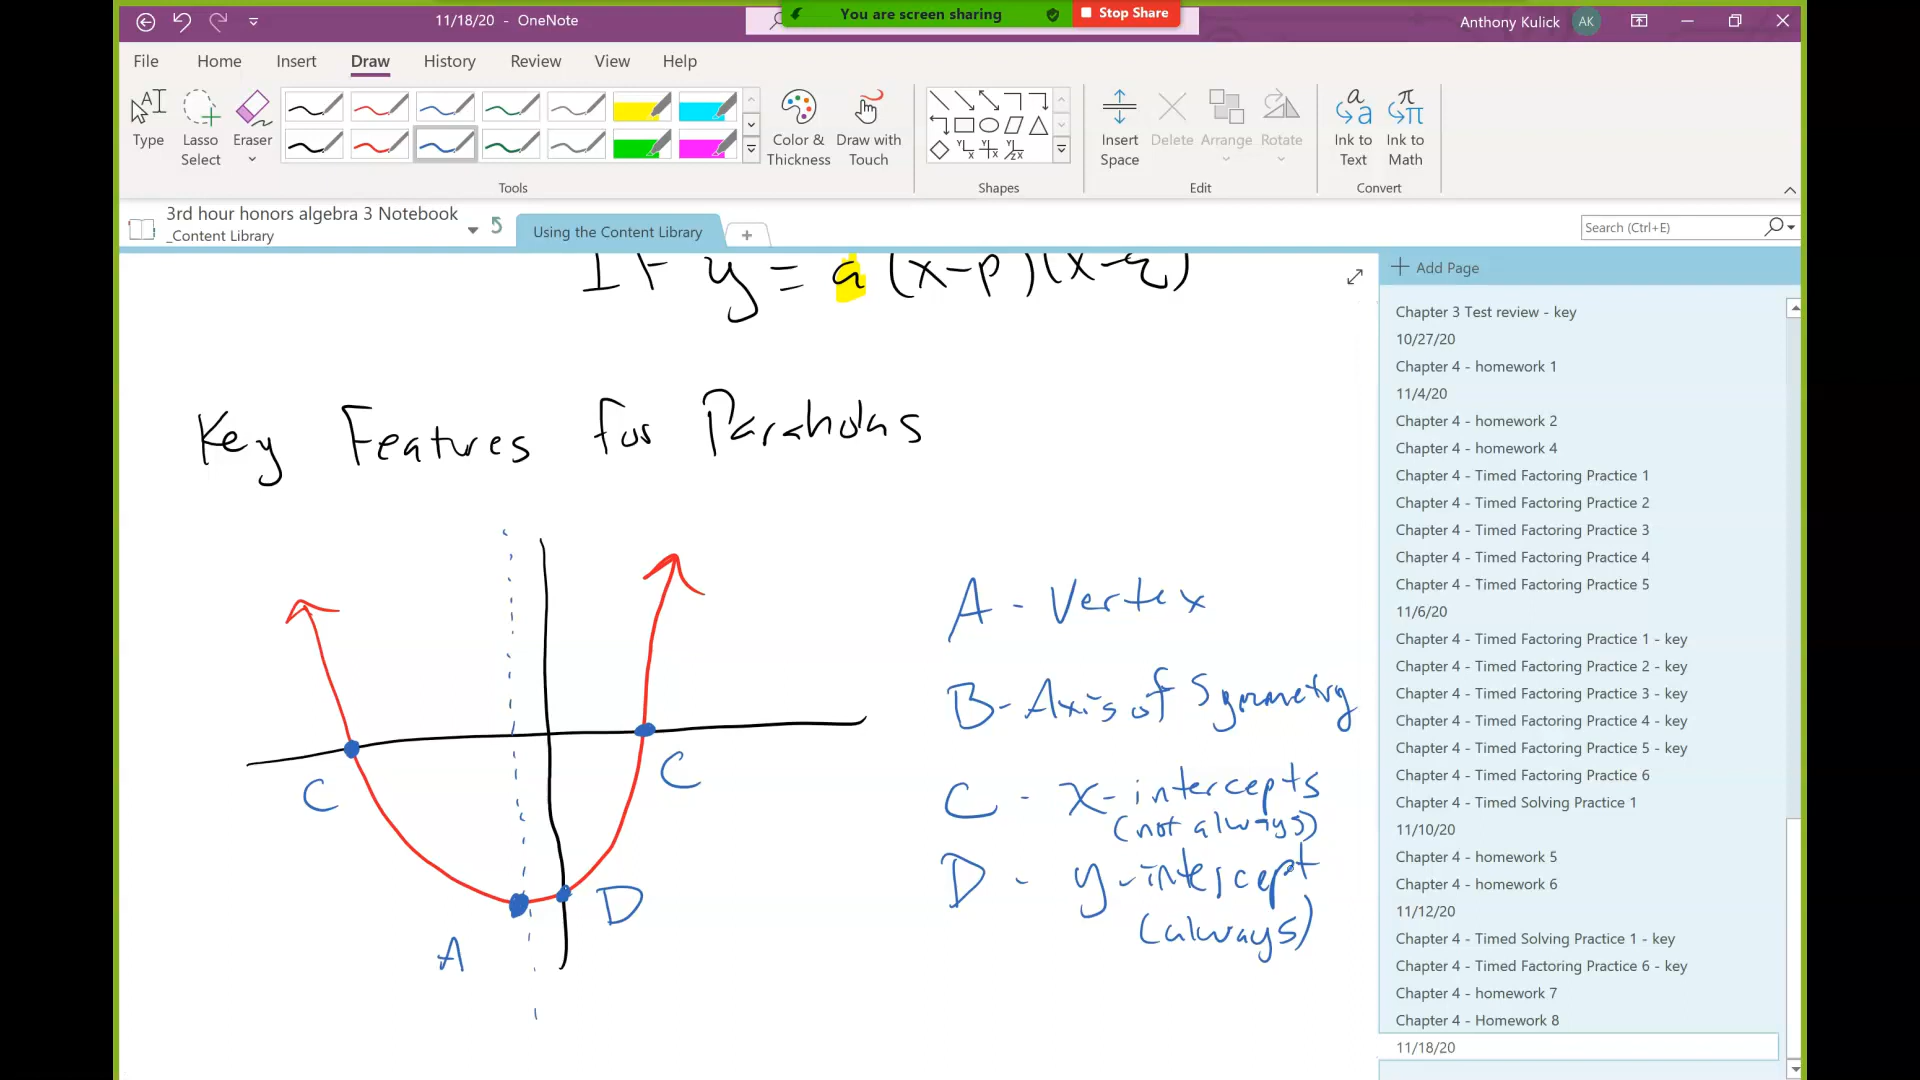 11/18/20 - OneNote
You are screen sharing
Stop Share
Anthony Kulick
AK
File
Home
Insert
Draw
History
Review
View
Help
Type
Lasso
Select
Eraser
Color &
Thickness
Draw with
Touch
Insert
Space
Delete
Arrange
Rotate
Ink to
Text
Ink to
Math
Tools
Shapes
Edit
Convert
3rd hour honors algebra 3 Notebook
_Content Library
Using the Content Library
Search (Ctrl+E)
If y = a (x-p)(x-q)
Key Features for Parabolas
A - Vertex
B - Axis of Symmetry
C - x-intercepts
(not always)
D - y-intercept
(always)
C
C
D
A
Add Page
Chapter 3 Test review - key
10/27/20
Chapter 4 - homework 1
11/4/20
Chapter 4 - homework 2
Chapter 4 - homework 4
Chapter 4 - Timed Factoring Practice 1
Chapter 4 - Timed Factoring Practice 2
Chapter 4 - Timed Factoring Practice 3
Chapter 4 - Timed Factoring Practice 4
Chapter 4 - Timed Factoring Practice 5
11/6/20
Chapter 4 - Timed Factoring Practice 1 - key
Chapter 4 - Timed Factoring Practice 2 - key
Chapter 4 - Timed Factoring Practice 3 - key
Chapter 4 - Timed Factoring Practice 4 - key
Chapter 4 - Timed Factoring Practice 5 - key
Chapter 4 - Timed Factoring Practice 6
Chapter 4 - Timed Solving Practice 1
11/10/20
Chapter 4 - homework 5
Chapter 4 - homework 6
11/12/20
Chapter 4 - Timed Solving Practice 1 - key
Chapter 4 - Timed Factoring Practice 6 - key
Chapter 4 - homework 7
Chapter 4 - Homework 8
11/18/20